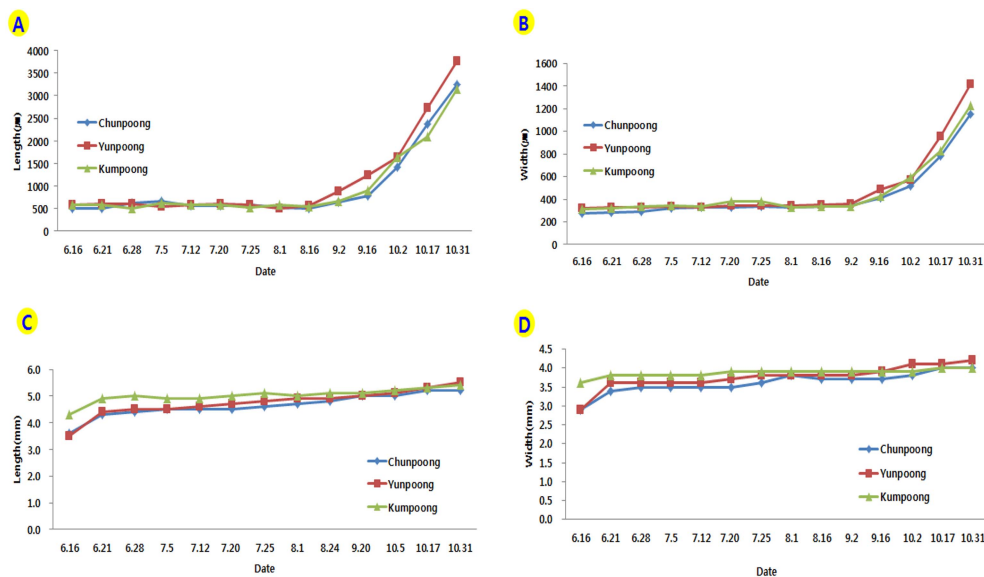 A
4000
3500
3000
2500
2000
1500
1000
500
0
Length(㎛)
Chunpoong
Yunpoong
Kumpoong
6.16 6.21 6.28 7.5 7.12 7.20 7.25 8.1 8.16 9.2 9.16 10.2 10.17 10.31
Date
B
1600
1400
1200
1000
800
600
400
200
0
Width(㎛)
Chunpoong
Yunpoong
Kumpoong
6.16 6.21 6.28 7.5 7.12 7.20 7.25 8.1 8.16 9.2 9.16 10.2 10.17 10.31
Date
C
6.0
5.0
4.0
3.0
2.0
1.0
0.0
Length(mm)
Chunpoong
Yunpoong
Kumpoong
6.16 6.21 6.28 7.5 7.12 7.20 7.25 8.1 8.24 9.20 10.5 10.17 10.31
Date
D
4.5
4.0
3.5
3.0
2.5
2.0
1.5
1.0
0.5
0.0
Width(mm)
Chunpoong
Yunpoong
Kumpoong
6.16 6.21 6.28 7.5 7.12 7.20 7.25 8.1 8.16 9.2 9.16 10.2 10.17 10.31
Date